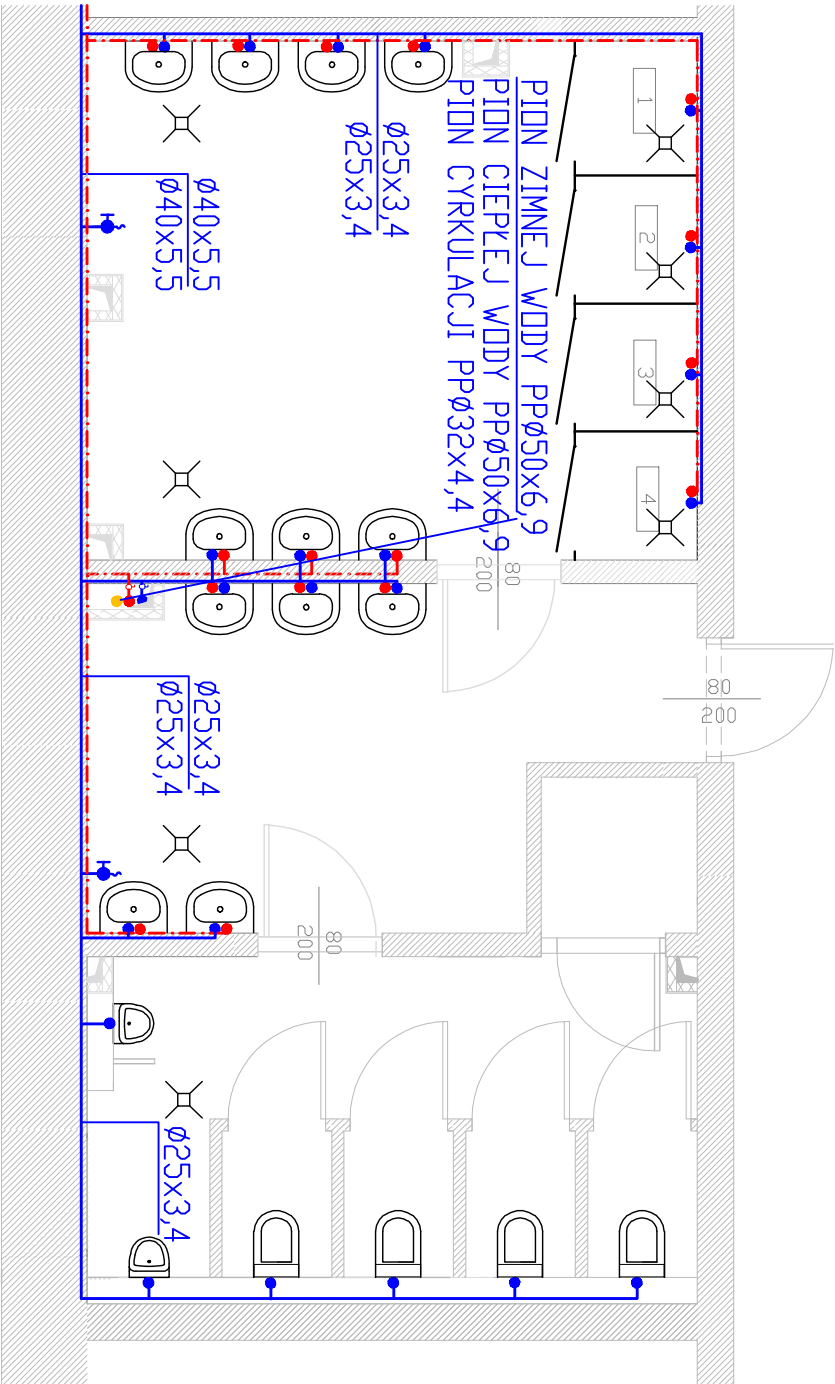 PION ZIMNEJ WODY PPØ50x6,9
PION CIEPŁEJ WODY PPØ50x6,9
PION CYRKULACJI PPØ32x4,4
Ø25x3,4
Ø25x3,4
Ø40x5,5
Ø40x5,5
1
2
3
4
80
200
80
200
Ø25x3,4
Ø25x3,4
80
200
Ø25x3,4